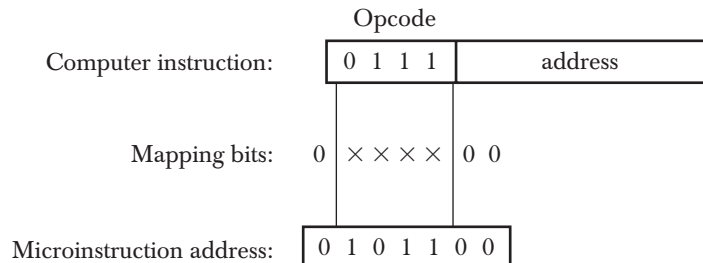 Opcode
Computer instruction: 0 1 1 1 address
Mapping bits: 0 × × × × 0 0
Microinstruction address: 0 1 0 1 1 0 0